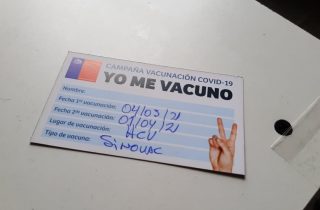 CAMPAÑA VACUNACIÓN COVID-19
YO ME VACUNO
Nombre:
Fecha 1ª vacunación: 04/03/21
Fecha 2ª vacunación: 01/04/21
Lugar de vacunación: HCV
Tipo de vacuna: SINOVAC